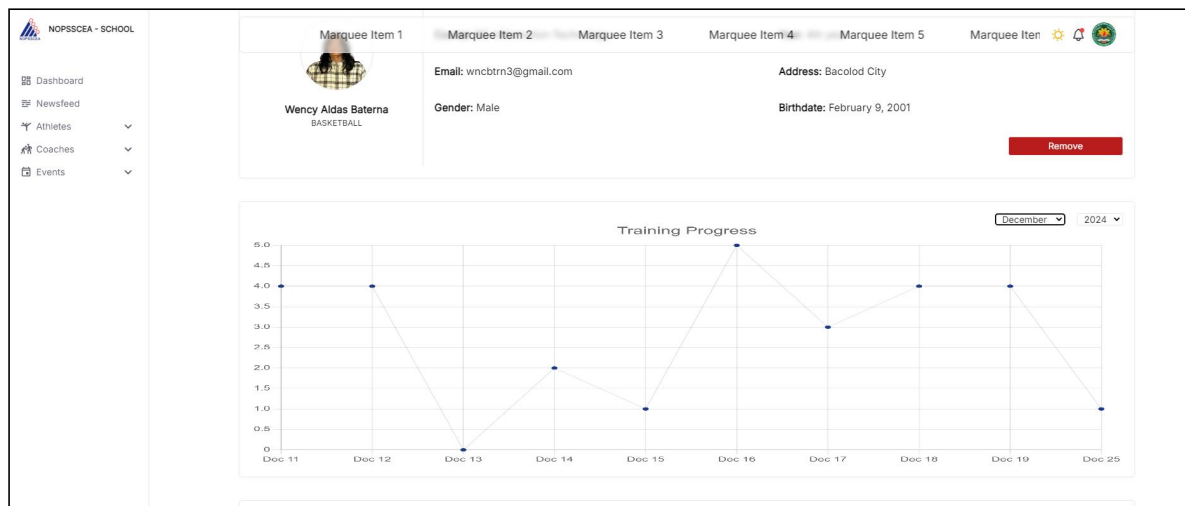 NOPSSCEA - SCHOOL
Marquee Item 1 Marquee Item 2 Marquee Item 3 Marquee Item 4 Marquee Item 5 Marquee Iten
Dashboard
Newsfeed
Athletes
Coaches
Events
Wency Aldas Baterna
BASKETBALL
Email: wncbtrn3@gmail.com Address: Bacolod City
Gender: Male Birthdate: February 9, 2001
Remove
December 2024
Training Progress
5.0
4.5
4.0
3.5
3.0
2.5
2.0
1.5
1.0
0.5
0
Dec 11 Dec 12 Dec 13 Dec 14 Dec 15 Dec 16 Dec 17 Dec 18 Dec 19 Dec 25